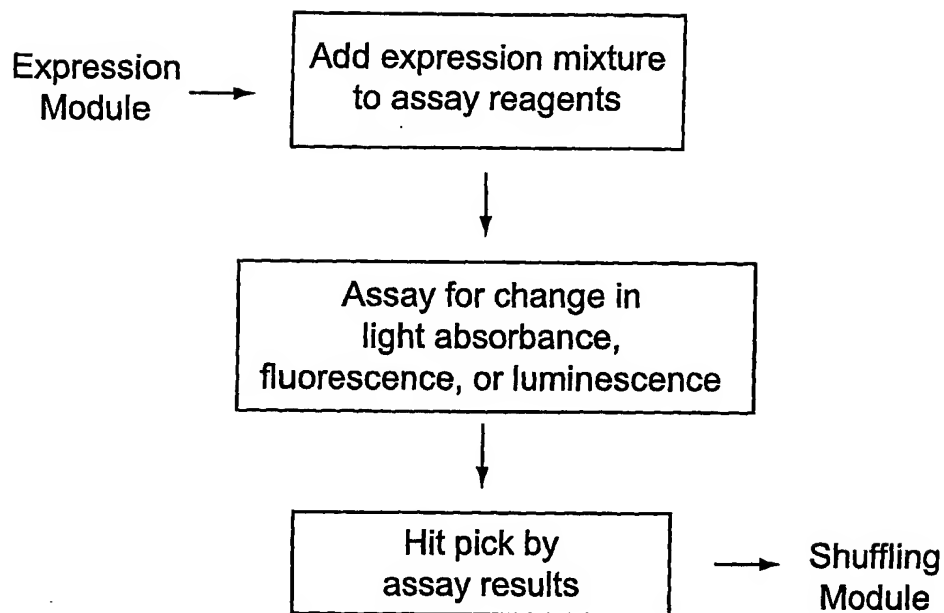 Expression
Module
Add expression mixture
to assay reagents
Assay for change in
light absorbance,
fluorescence, or luminescence
Hit pick by
assay results
Shuffling
Module